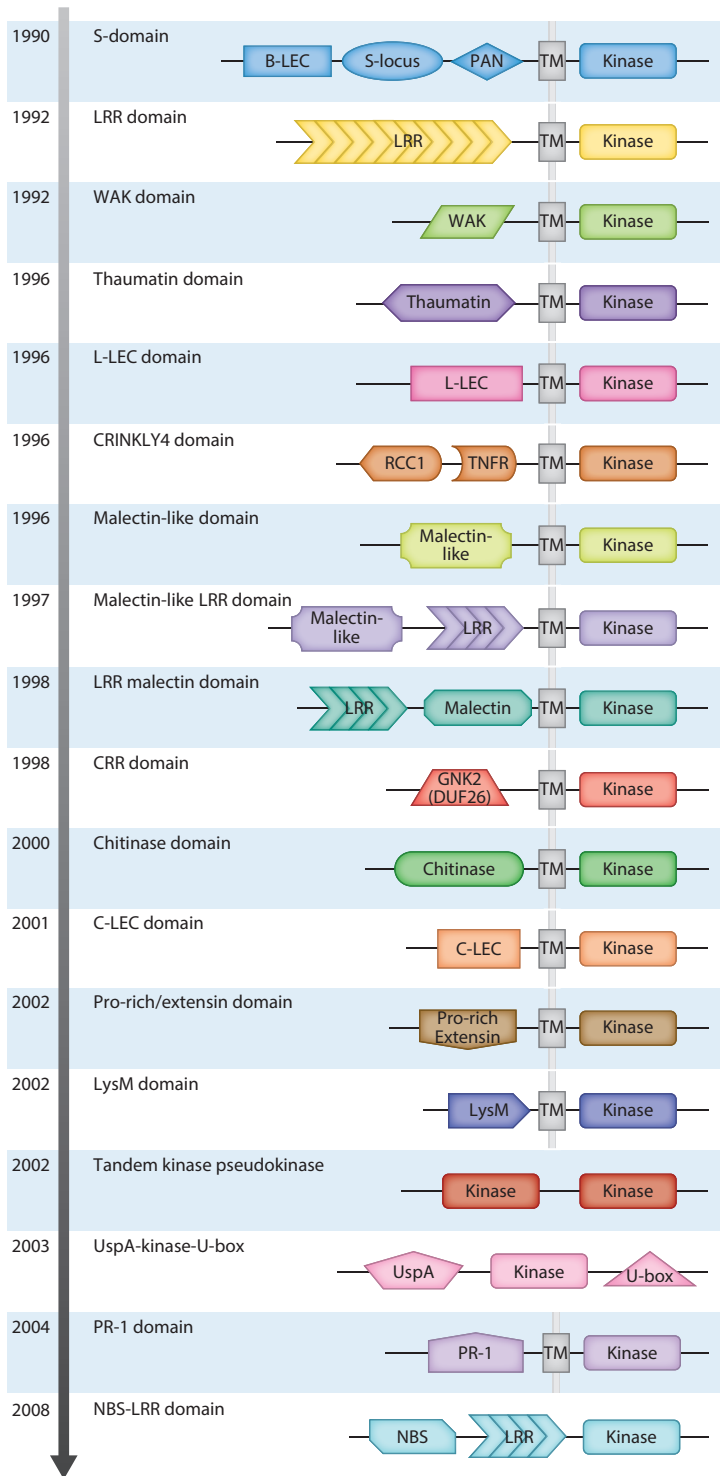 1990 S-domain
B-LEC S-locus PAN TM Kinase
1992 LRR domain
LRR TM Kinase
1992 WAK domain
WAK TM Kinase
1996 Thaumatin domain
Thaumatin TM Kinase
1996 L-LEC domain
L-LEC TM Kinase
1996 CRINKLY4 domain
RCC1 TNFR TM Kinase
1996 Malectin-like domain
Malectin-
like TM Kinase
1997 Malectin-like LRR domain
Malectin-
like LRR TM Kinase
1998 LRR malectin domain
LRR Malectin TM Kinase
1998 CRR domain
GNK2
(DUF26) TM Kinase
2000 Chitinase domain
Chitinase TM Kinase
2001 C-LEC domain
C-LEC TM Kinase
2002 Pro-rich/extensin domain
Pro-rich
Extensin TM Kinase
2002 LysM domain
LysM TM Kinase
2002 Tandem kinase pseudokinase
Kinase Kinase
2003 UspA-kinase-U-box
UspA Kinase U-box
2004 PR-1 domain
PR-1 TM Kinase
2008 NBS-LRR domain
NBS LRR Kinase